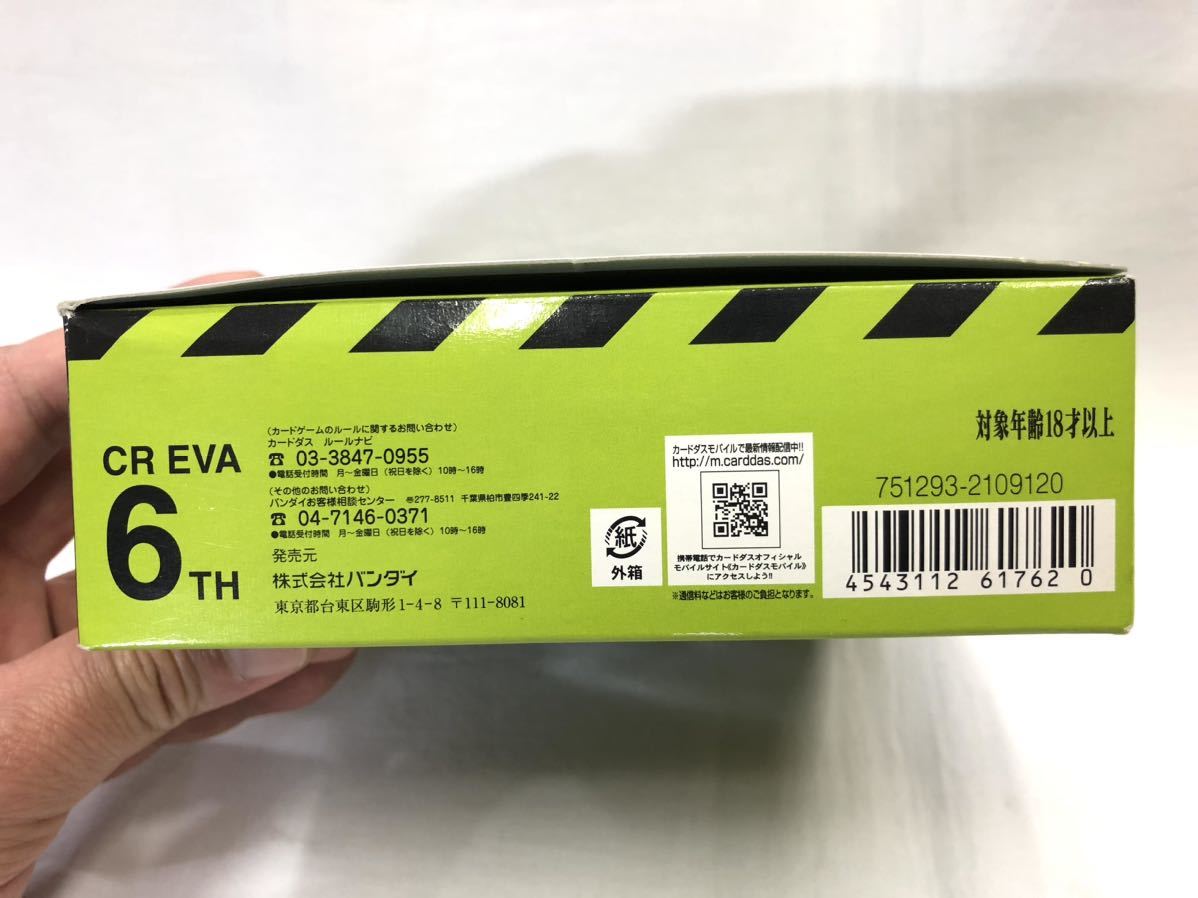 CR EVA
6TH
(カードゲームのルールに関するお問い合わせ)
カードダス ルールナビ
☎ 03-3847-0955
●電話受付時間 月〜金曜日(祝日を除く)10時〜16時
(その他のお問い合わせ)
バンダイお客様相談センター 〒277-8511 千葉県柏市豊四季241-22
☎ 04-7146-0371
●電話受付時間 月〜金曜日(祝日を除く)10時〜16時
発売元
株式会社バンダイ
東京都台東区駒形1-4-8 〒111-8081
紙
外箱
カードダスモバイルで最新情報配信中!!
http://m.carddas.com/
携帯電話でカードダスオフィシャル
モバイルサイト《カードダスモバイル》
にアクセスしよう!!
※通信料などはお客様のご負担となります。
対象年齢18才以上
751293-2109120
4543112 617620